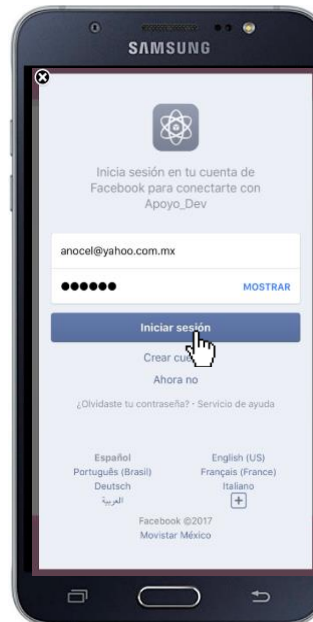 SAMSUNG
Inicia sesión en tu cuenta de
Facebook para conectarte con
Apoyo_Dev
anocel@yahoo.com.mx
●●●●●● MOSTRAR
Iniciar sesión
Crear
Ahora no
¿Olvidaste tu contraseña? · Servicio de ayuda
Español English (US)
Português (Brasil) Français (France)
Deutsch Italiano
العربية
Facebook ©2017
Movistar México